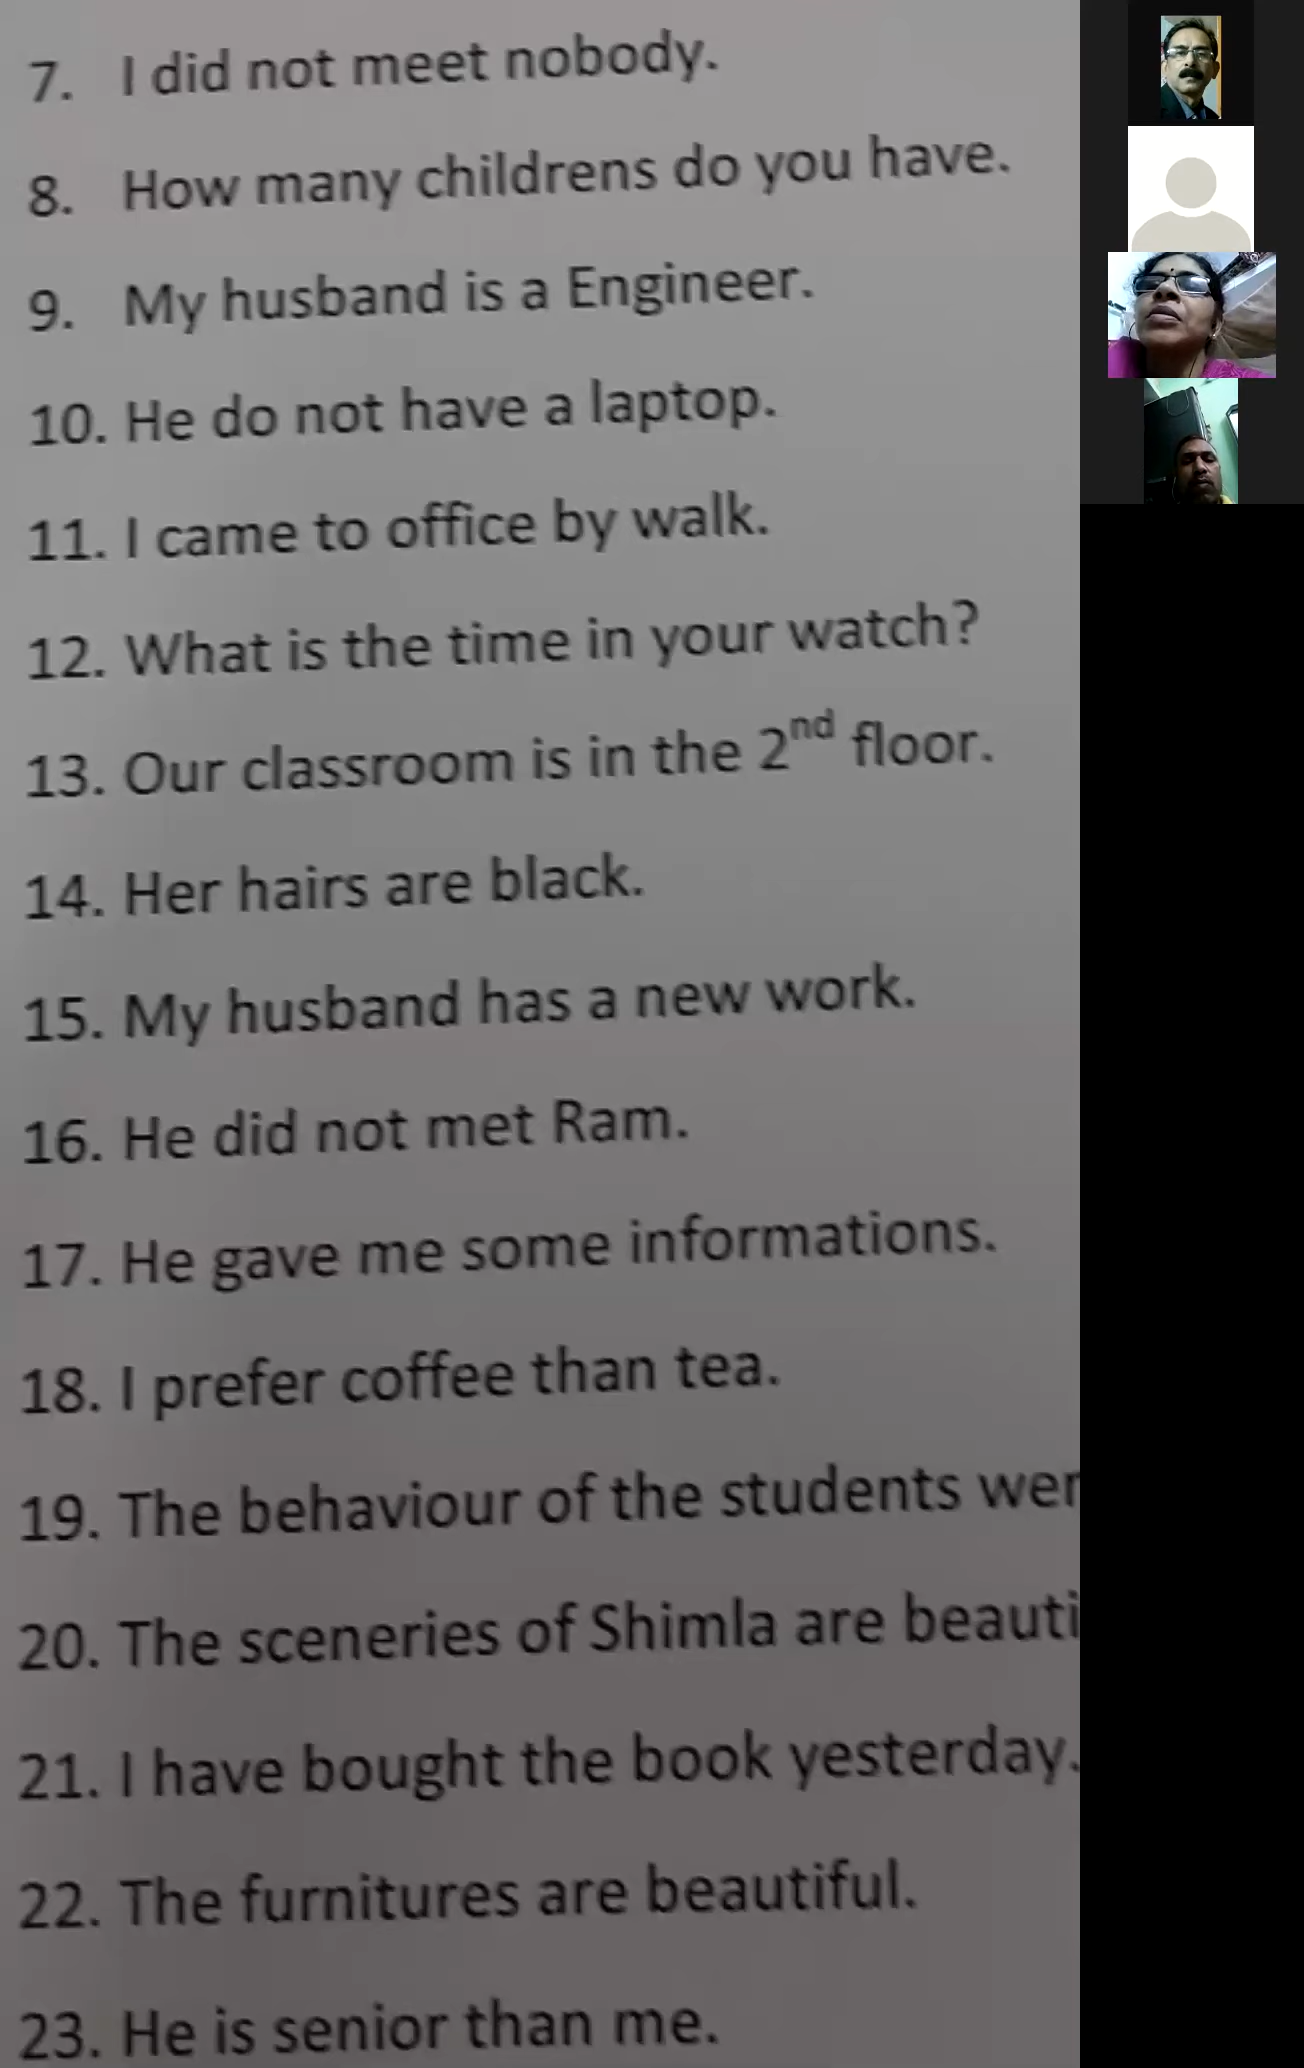 7. I did not meet nobody.
8. How many childrens do you have.
9. My husband is a Engineer.
10. He do not have a laptop.
11. I came to office by walk.
12. What is the time in your watch?
13. Our classroom is in the 2nd floor.
14. Her hairs are black.
15. My husband has a new work.
16. He did not met Ram.
17. He gave me some informations.
18. I prefer coffee than tea.
19. The behaviour of the students wer
20. The sceneries of Shimla are beauti
21. I have bought the book yesterday.
22. The furnitures are beautiful.
23. He is senior than me.